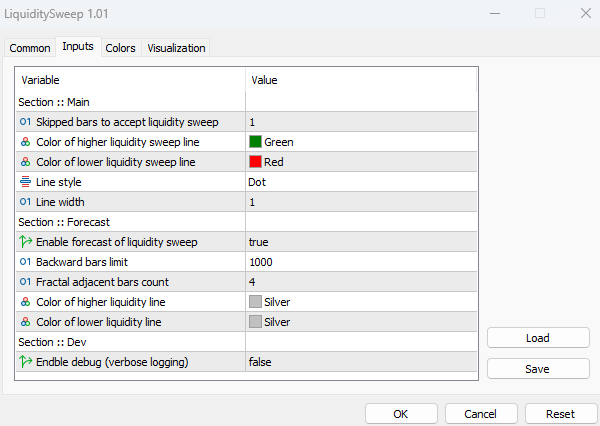 LiquiditySweep 1.01
Common Inputs Colors Visualization
Variable Value
Section :: Main
01 Skipped bars to accept liquidity sweep 1
Color of higher liquidity sweep line Green
Color of lower liquidity sweep line Red
Line style Dot
01 Line width 1
Section :: Forecast
Enable forecast of liquidity sweep true
01 Backward bars limit 1000
01 Fractal adjacent bars count 4
Color of higher liquidity line Silver
Color of lower liquidity line Silver
Section :: Dev
Endble debug (verbose logging) false
Load
Save
OK Cancel Reset